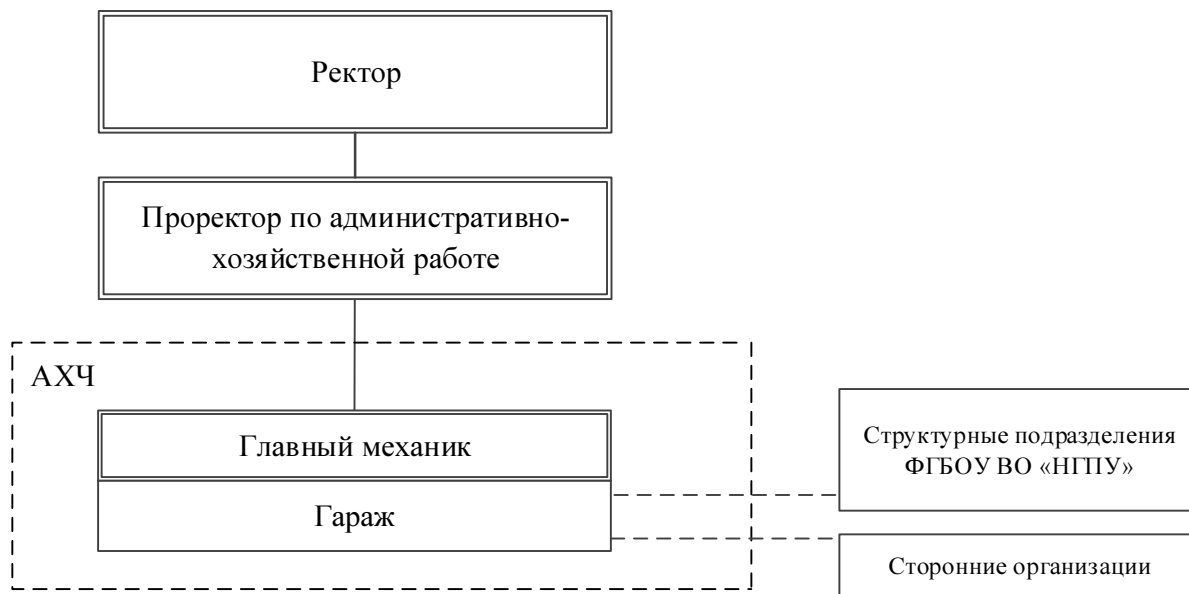 Ректор
Проректор по административно-
хозяйственной работе
АХЧ
Главный механик
Гараж
Структурные подразделения
ФГБОУ ВО «НГПУ»
Сторонние организации